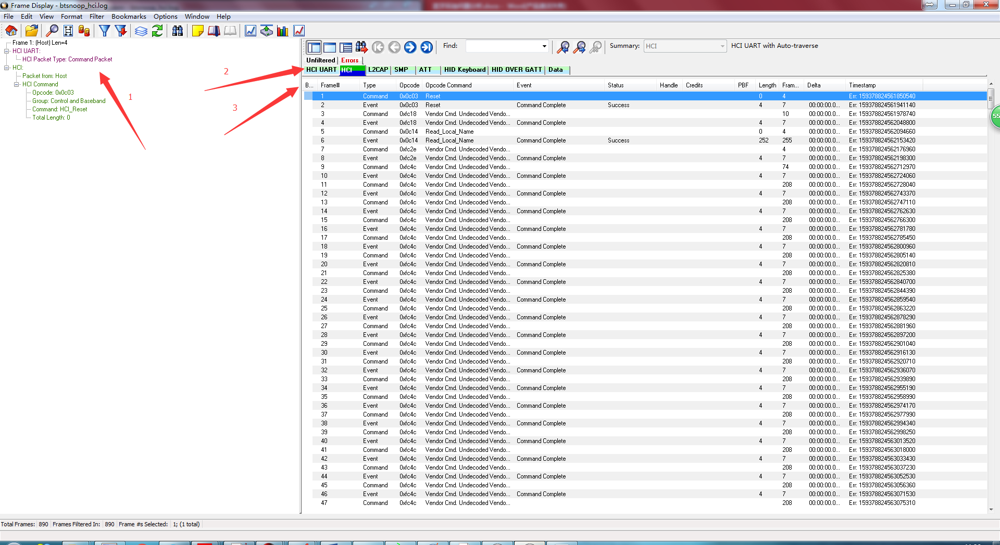 Frame Display - btsnoop_hci.log
File Edit View Format Filter Bookmarks Options Window Help
Frame 1: (Host) Len=4
HCI UART:
HCI Packet Type: Command Packet
HCI:
Packet from: Host
HCI Command
Opcode: 0x0c03
Group: Control and Baseband
Command: HCI_Reset
Total Length: 0
1
2
3
Find: Summary: HCI HCI UART with Auto-traverse
Unfiltered Errors
HCI UART HCI L2CAP SMP ATT HID Keyboard HID OVER GATT Data
B... Frame# Type Opcode Opcode Command Event Status Handle Credits PBF Length Fram... Delta Timestamp
1 Command 0x0c03 Reset 0 4 Err: 159378824561850540
2 Event 0x0c03 Reset Command Complete Success 4 7 00:00:00.0... Err: 159378824561941140
3 Command 0xfc18 Vendor Cmd. Undecoded Vendo... 10 00:00:00.0... Err: 159378824561978740
4 Event 0xfc18 Vendor Cmd. Undecoded Vendo... Command Complete 4 7 00:00:00.0... Err: 159378824562048800
5 Command 0x0c14 Read_Local_Name 0 4 00:00:00.0... Err: 159378824562094660
6 Event 0x0c14 Read_Local_Name Command Complete Success 252 255 00:00:00.0... Err: 159378824562153420
7 Command 0xfc2e Vendor Cmd. Undecoded Vendo... 4 00:00:00.0... Err: 159378824562176960
8 Event 0xfc2e Vendor Cmd. Undecoded Vendo... Command Complete 4 7 00:00:00.0... Err: 159378824562198300
9 Command 0xfc4c Vendor Cmd. Undecoded Vendo... 74 00:00:00.0... Err: 159378824562712970
10 Event 0xfc4c Vendor Cmd. Undecoded Vendo... Command Complete 4 7 00:00:00.0... Err: 159378824562724060
11 Command 0xfc4c Vendor Cmd. Undecoded Vendo... 208 00:00:00.0... Err: 159378824562728040
12 Event 0xfc4c Vendor Cmd. Undecoded Vendo... Command Complete 4 7 00:00:00.0... Err: 159378824562743370
13 Command 0xfc4c Vendor Cmd. Undecoded Vendo... 208 00:00:00.0... Err: 159378824562747110
14 Event 0xfc4c Vendor Cmd. Undecoded Vendo... Command Complete 4 7 00:00:00.0... Err: 159378824562762630
15 Command 0xfc4c Vendor Cmd. Undecoded Vendo... 208 00:00:00.0... Err: 159378824562766300
16 Event 0xfc4c Vendor Cmd. Undecoded Vendo... Command Complete 4 7 00:00:00.0... Err: 159378824562781780
17 Command 0xfc4c Vendor Cmd. Undecoded Vendo... 208 00:00:00.0... Err: 159378824562785450
18 Event 0xfc4c Vendor Cmd. Undecoded Vendo... Command Complete 4 7 00:00:00.0... Err: 159378824562800960
19 Command 0xfc4c Vendor Cmd. Undecoded Vendo... 208 00:00:00.0... Err: 159378824562805140
20 Event 0xfc4c Vendor Cmd. Undecoded Vendo... Command Complete 4 7 00:00:00.0... Err: 159378824562820810
21 Command 0xfc4c Vendor Cmd. Undecoded Vendo... 208 00:00:00.0... Err: 159378824562825380
22 Event 0xfc4c Vendor Cmd. Undecoded Vendo... Command Complete 4 7 00:00:00.0... Err: 159378824562840700
23 Command 0xfc4c Vendor Cmd. Undecoded Vendo... 208 00:00:00.0... Err: 159378824562844390
24 Event 0xfc4c Vendor Cmd. Undecoded Vendo... Command Complete 4 7 00:00:00.0... Err: 159378824562859540
25 Command 0xfc4c Vendor Cmd. Undecoded Vendo... 208 00:00:00.0... Err: 159378824562863220
26 Event 0xfc4c Vendor Cmd. Undecoded Vendo... Command Complete 4 7 00:00:00.0... Err: 159378824562878290
27 Command 0xfc4c Vendor Cmd. Undecoded Vendo... 208 00:00:00.0... Err: 159378824562881960
28 Event 0xfc4c Vendor Cmd. Undecoded Vendo... Command Complete 4 7 00:00:00.0... Err: 159378824562897200
29 Command 0xfc4c Vendor Cmd. Undecoded Vendo... 208 00:00:00.0... Err: 159378824562901040
30 Event 0xfc4c Vendor Cmd. Undecoded Vendo... Command Complete 4 7 00:00:00.0... Err: 159378824562916130
31 Command 0xfc4c Vendor Cmd. Undecoded Vendo... 208 00:00:00.0... Err: 159378824562920710
32 Event 0xfc4c Vendor Cmd. Undecoded Vendo... Command Complete 4 7 00:00:00.0... Err: 159378824562936070
33 Command 0xfc4c Vendor Cmd. Undecoded Vendo... 208 00:00:00.0... Err: 159378824562939890
34 Event 0xfc4c Vendor Cmd. Undecoded Vendo... Command Complete 4 7 00:00:00.0... Err: 159378824562955190
35 Command 0xfc4c Vendor Cmd. Undecoded Vendo... 208 00:00:00.0... Err: 159378824562958990
36 Event 0xfc4c Vendor Cmd. Undecoded Vendo... Command Complete 4 7 00:00:00.0... Err: 159378824562974170
37 Command 0xfc4c Vendor Cmd. Undecoded Vendo... 208 00:00:00.0... Err: 159378824562977990
38 Event 0xfc4c Vendor Cmd. Undecoded Vendo... Command Complete 4 7 00:00:00.0... Err: 159378824562994340
39 Command 0xfc4c Vendor Cmd. Undecoded Vendo... 208 00:00:00.0... Err: 159378824562998250
40 Event 0xfc4c Vendor Cmd. Undecoded Vendo... Command Complete 4 7 00:00:00.0... Err: 159378824563013520
41 Command 0xfc4c Vendor Cmd. Undecoded Vendo... 208 00:00:00.0... Err: 159378824563018000
42 Event 0xfc4c Vendor Cmd. Undecoded Vendo... Command Complete 4 7 00:00:00.0... Err: 159378824563033430
43 Command 0xfc4c Vendor Cmd. Undecoded Vendo... 208 00:00:00.0... Err: 159378824563037230
44 Event 0xfc4c Vendor Cmd. Undecoded Vendo... Command Complete 4 7 00:00:00.0... Err: 159378824563052530
45 Command 0xfc4c Vendor Cmd. Undecoded Vendo... 208 00:00:00.0... Err: 159378824563056360
46 Event 0xfc4c Vendor Cmd. Undecoded Vendo... Command Complete 4 7 00:00:00.0... Err: 159378824563071530
47 Command 0xfc4c Vendor Cmd. Undecoded Vendo... 208 00:00:00.0... Err: 159378824563075310
55
Total Frames: 890 Frames Filtered In: 890 Frame #s Selected: 1; (1 total)